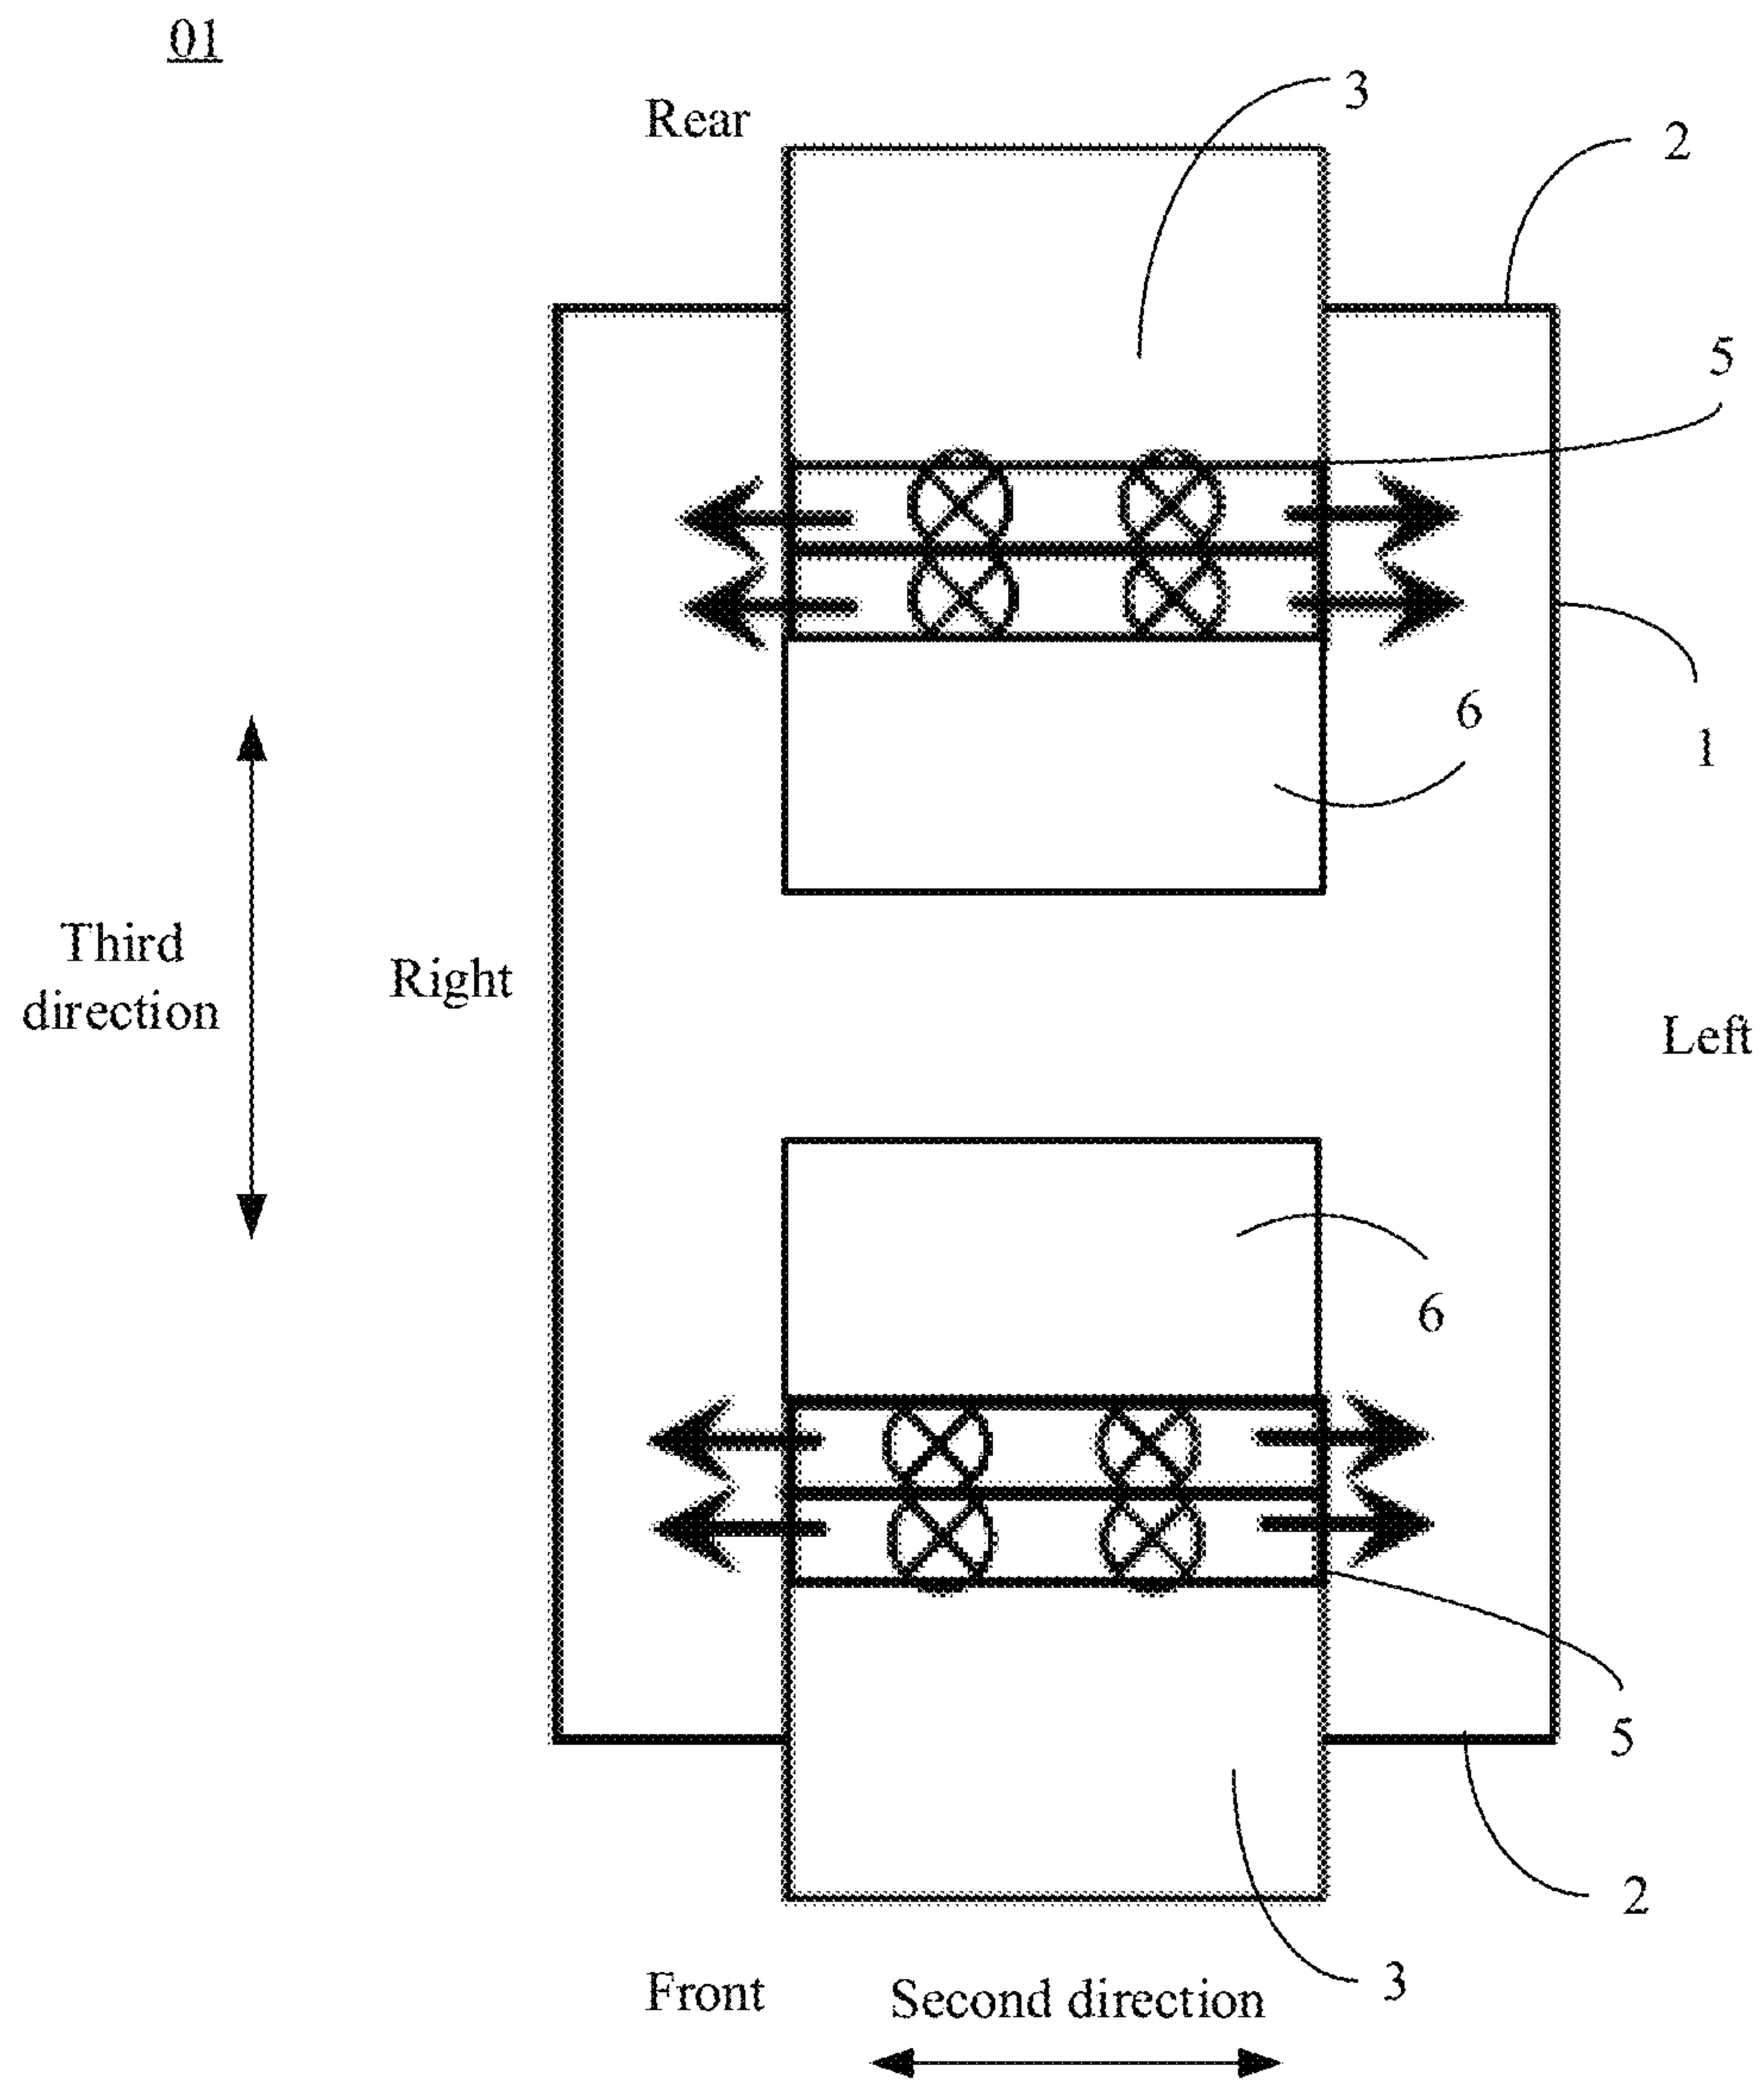 01
Rear
3
2
5
6
1
Third
direction
Right
Left
6
5
2
3
Front
Second direction